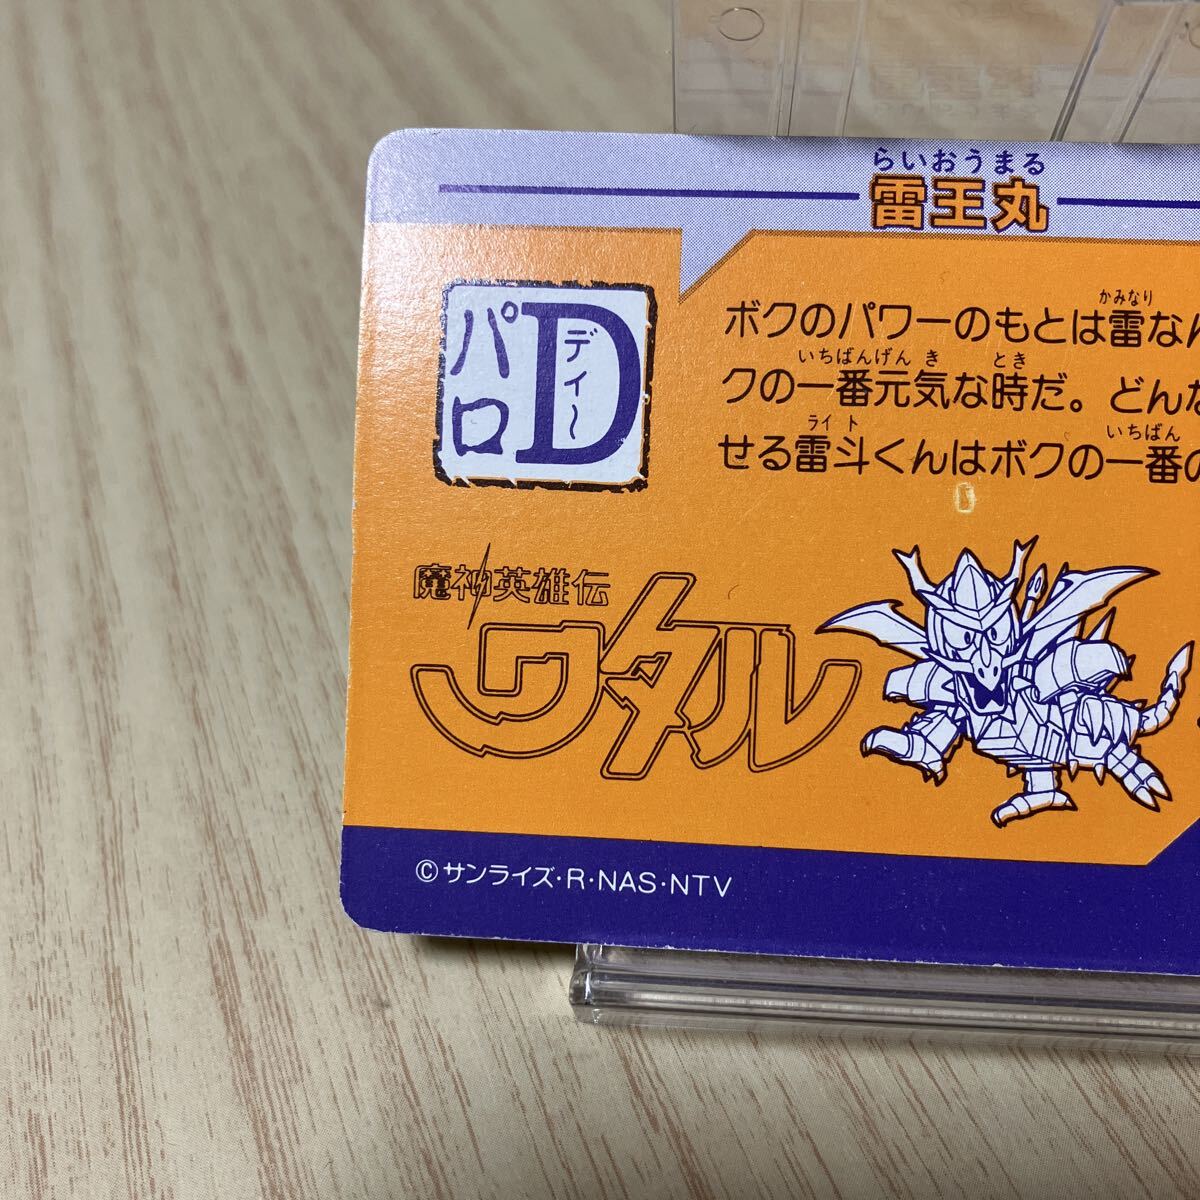 らいおうまる
雷王丸
パロD
ディ〜
かみなり
ボクのパワーのもとは雷なん
いちばんげん き とき
クの一番元気な時だ。どんな
ライト いちばん
せる雷斗くんはボクの一番の
魔神英雄伝
ワタル
©サンライズ・R・NAS・NTV